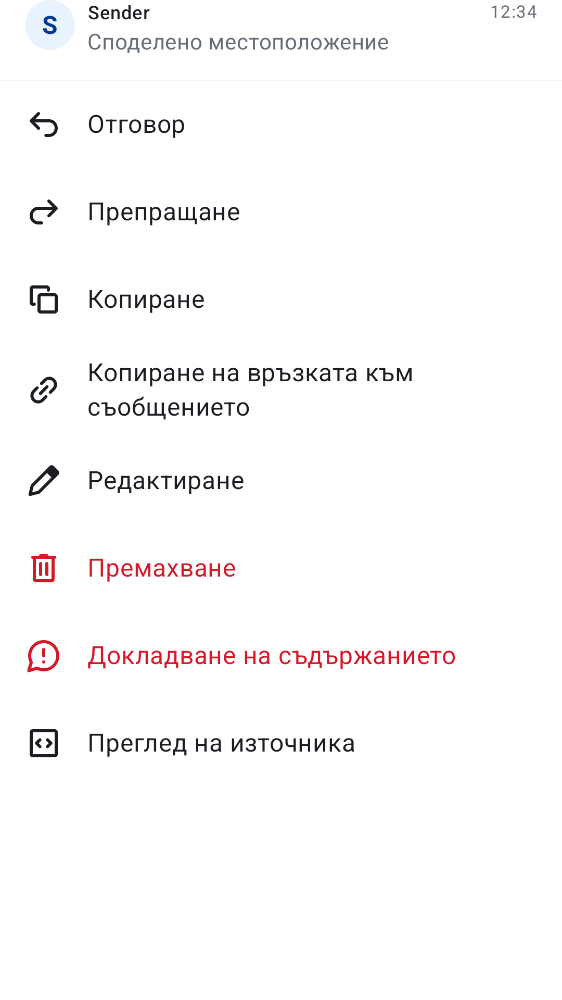 S
Sender
12:34
Споделено местоположение
Отговор
Препращане
Копиране
Копиране на връзката към
съобщението
Редактиране
Премахване
Докладване на съдържанието
Преглед на източника